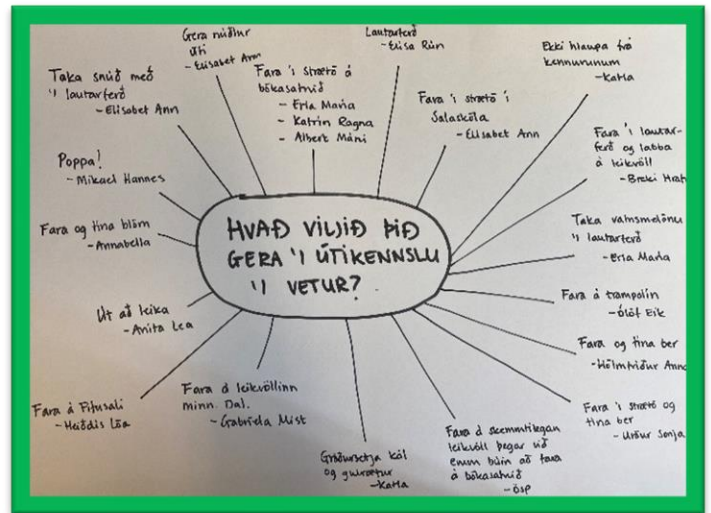 Gera núðlur
úti
- Elísabet Ann
Lautarferð
- Elísa Rún
Ekki hlaupa frá
kennurunum
- Katla
Taka snúð með
í lautarferð
- Elísabet Ann
Fara í strætó á
bókasafnið
- Erla María
- Katrín Ragna
- Albert Máni
Fara í strætó í
Salaskóla
- Elísabet Ann
Fara í lautar-
ferð og labba
á leikvöll
- Breki Hrafn
Poppa!
- Mikael Hannes
Fara og tína blóm
- Annabella
HVAÐ VILJIÐ ÞIÐ
GERA Í ÚTIKENNSLU
Í VETUR?
Taka vatnsmelónu
í lautarferð
- Erla María
Fara á trampólín
- Ólöf Eik
Út að leika
- Aníta Lea
Fara og tína ber
- Hólmfríður Anna
Fara á Fífusali
- Heiðdís Lóa
Fara á leikvöllinn
minn. Dal.
- Gabríela Mist
Gróðursetja kál
og gulrætur
- Katla
Fara á skemmtilegan
leikvöll þegar við
erum búin að fara
á bókasafnið
- Ösp
Fara í strætó og
tína ber
- Urður Sonja